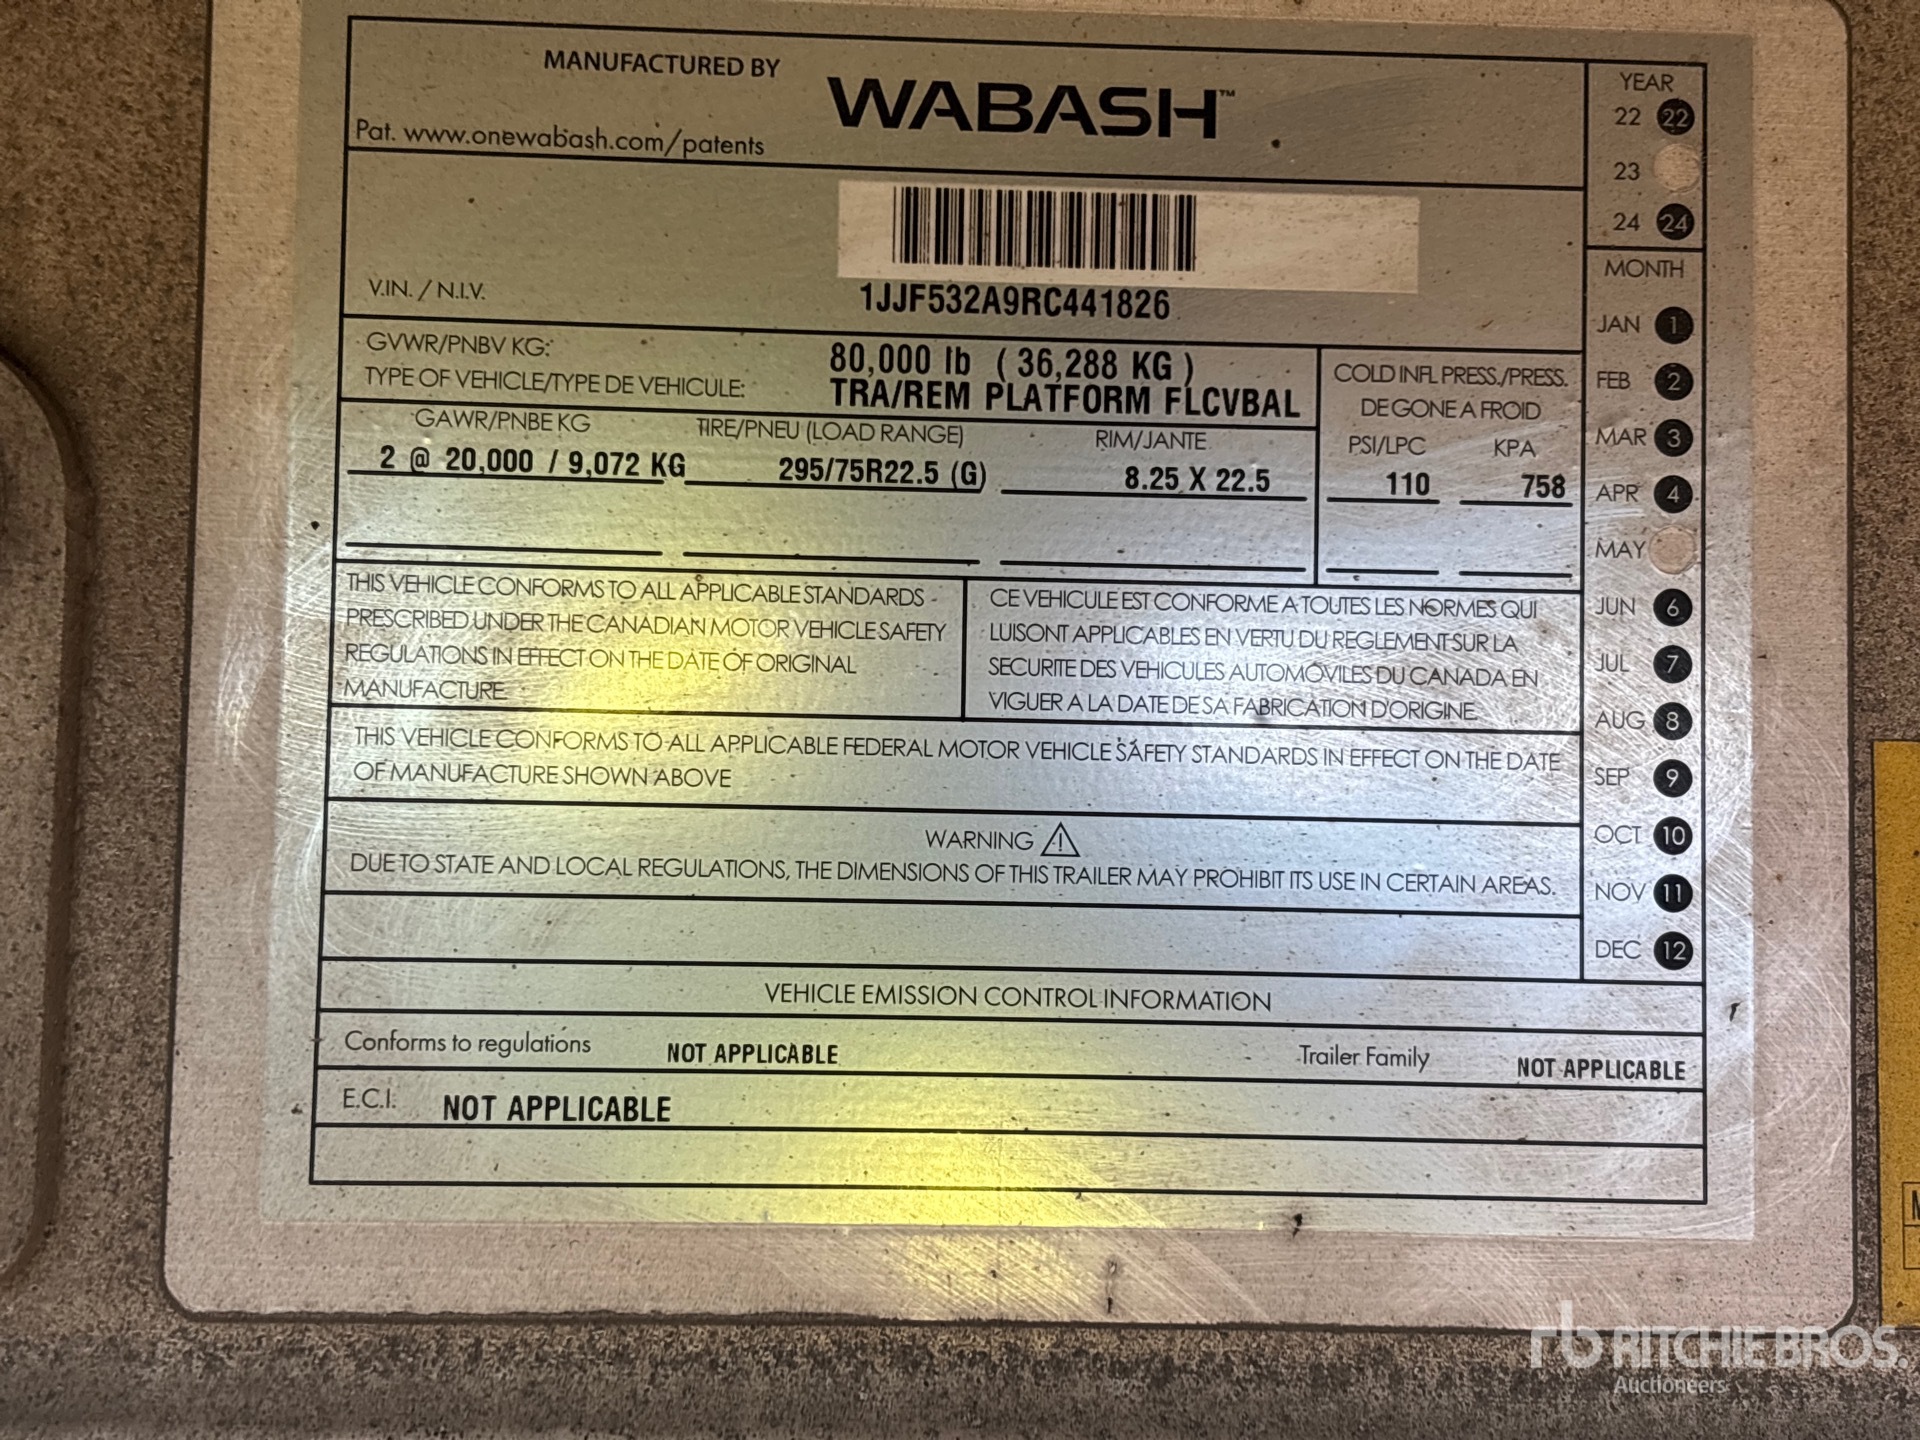 MANUFACTURED BY
WABASH™
Pat. www.onewabash.com/patents
YEAR
22 22
23
24 24
V.I.N. / N.I.V.
1JJF532A9RC441826
GVWR/PNBV KG:
80,000 lb ( 36,288 KG )
TYPE OF VEHICLE/TYPE DE VEHICULE:
TRA/REM PLATFORM FLCVBAL
COLD INFL PRESS./PRESS.
DE GONE A FROID
GAWR/PNBE KG
TIRE/PNEU (LOAD RANGE)
RIM/JANTE
PSI/LPC
KPA
2 @ 20,000 / 9,072 KG
295/75R22.5 (G)
8.25 X 22.5
110
758
THIS VEHICLE CONFORMS TO ALL APPLICABLE STANDARDS
PRESCRIBED UNDER THE CANADIAN MOTOR VEHICLE SAFETY
REGULATIONS IN EFFECT ON THE DATE OF ORIGINAL
MANUFACTURE.
CE VEHICULE EST CONFORME A TOUTES LES NORMES QUI
LUISONT APPLICABLES EN VERTU DU REGLEMENT SUR LA
SECURITE DES VEHICULES AUTOMOVILES DU CANADA EN
VIGUER A LA DATE DE SA FABRICATION D'ORIGINE.
THIS VEHICLE CONFORMS TO ALL APPLICABLE FEDERAL MOTOR VEHICLE SAFETY STANDARDS IN EFFECT ON THE DATE
OF MANUFACTURE SHOWN ABOVE
WARNING
DUE TO STATE AND LOCAL REGULATIONS, THE DIMENSIONS OF THIS TRAILER MAY PROHIBIT ITS USE IN CERTAIN AREAS.
MONTH
JAN 1
FEB 2
MAR 3
APR 4
MAY
JUN 6
JUL 7
AUG 8
SEP 9
OCT 10
NOV 11
DEC 12
VEHICLE EMISSION CONTROL INFORMATION
Conforms to regulations NOT APPLICABLE
Trailer Family NOT APPLICABLE
E.C.I. NOT APPLICABLE
rb RITCHIE BROS.
Auctioneers